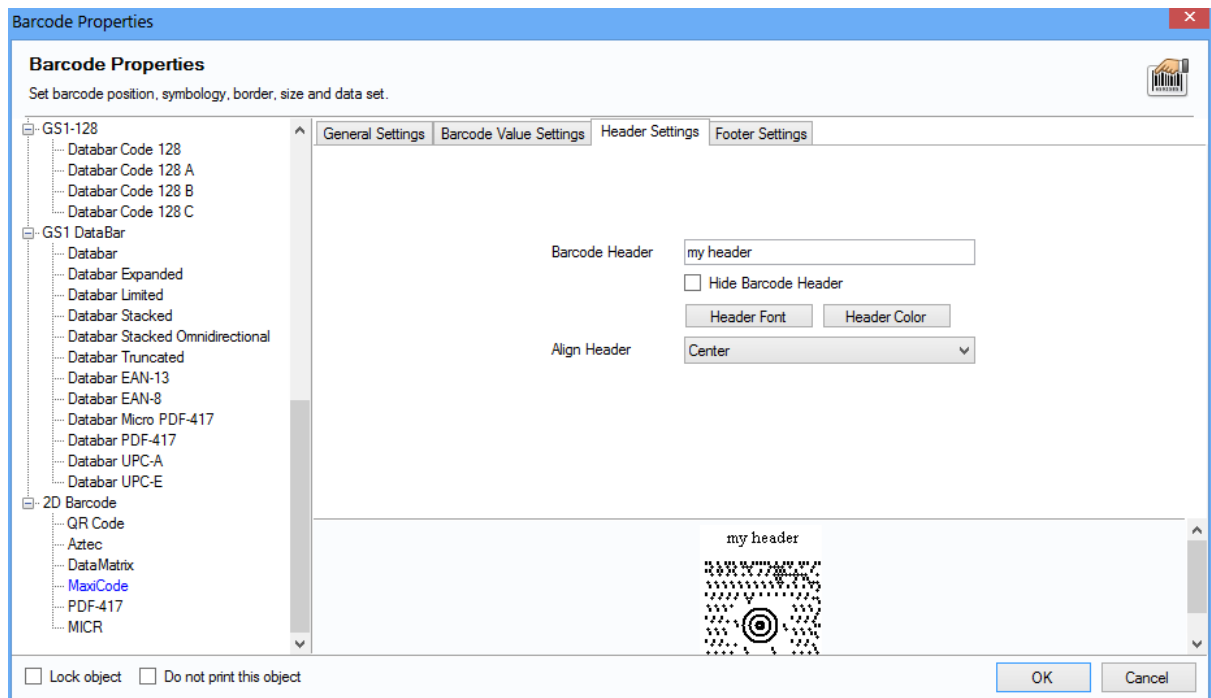 Barcode Properties
Barcode Properties
Set barcode position, symbology, border, size and data set.
GS1-128
Databar Code 128
Databar Code 128 A
Databar Code 128 B
Databar Code 128 C
GS1 DataBar
Databar
Databar Expanded
Databar Limited
Databar Stacked
Databar Stacked Omnidirectional
Databar Truncated
Databar EAN-13
Databar EAN-8
Databar Micro PDF-417
Databar PDF-417
Databar UPC-A
Databar UPC-E
2D Barcode
QR Code
Aztec
DataMatrix
MaxiCode
PDF-417
MICR
General Settings Barcode Value Settings Header Settings Footer Settings
Barcode Header my header
Hide Barcode Header
Header Font Header Color
Align Header Center
my header
Lock object Do not print this object OK Cancel